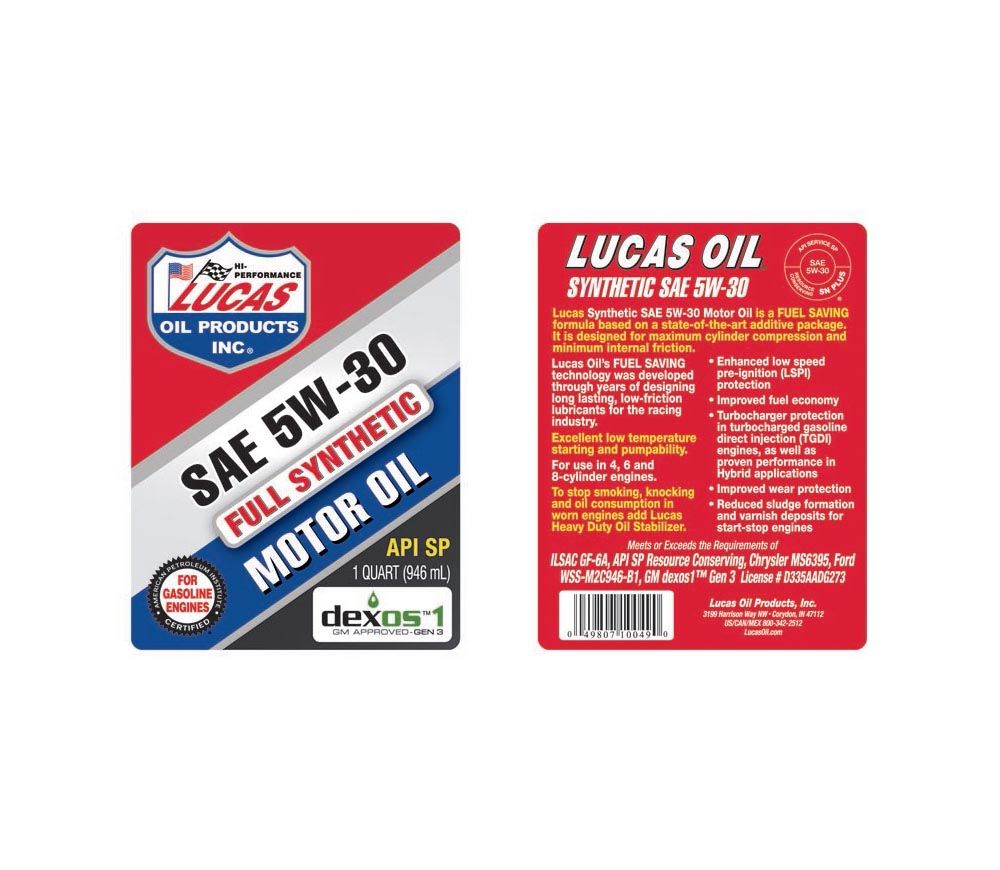 HI-
PERFORMANCE
LUCAS
OIL PRODUCTS
INC®
SAE 5W-30
FULL SYNTHETIC
MOTOR OIL
API SP
1 QUART (946 mL)
AMERICAN PETROLEUM INSTITUTE
FOR
GASOLINE
ENGINES
CERTIFIED
dexos™1
GM APPROVED-GEN 3
LUCAS OIL
SYNTHETIC SAE 5W-30
API SERVICE SP
SAE
5W-30
RESOURCE
CONSERVING
SN PLUS
®
Lucas Synthetic SAE 5W-30 Motor Oil is a FUEL SAVING
formula based on a state-of-the-art additive package.
It is designed for maximum cylinder compression and
minimum internal friction.
Lucas Oil's FUEL SAVING
technology was developed
through years of designing
long lasting, low-friction
lubricants for the racing
industry.
Excellent low temperature
starting and pumpability.
For use in 4, 6 and
8-cylinder engines.
To stop smoking, knocking
and oil consumption in
worn engines add Lucas
Heavy Duty Oil Stabilizer.
• Enhanced low speed
pre-ignition (LSPI)
protection
• Improved fuel economy
• Turbocharger protection
in turbocharged gasoline
direct injection (TGDI)
engines, as well as
proven performance in
Hybrid applications
• Improved wear protection
• Reduced sludge formation
and varnish deposits for
start-stop engines
Meets or Exceeds the Requirements of
ILSAC GF-6A, API SP Resource Conserving, Chrysler MS6395, Ford
WSS-M2C946-B1, GM dexos1™ Gen 3 License # D335AADG273
0 49807 10049 0
Lucas Oil Products, Inc.
3199 Harrison Way NW · Corydon, IN 47112
US/CAN/MEX 800-342-2512
LucasOil.com